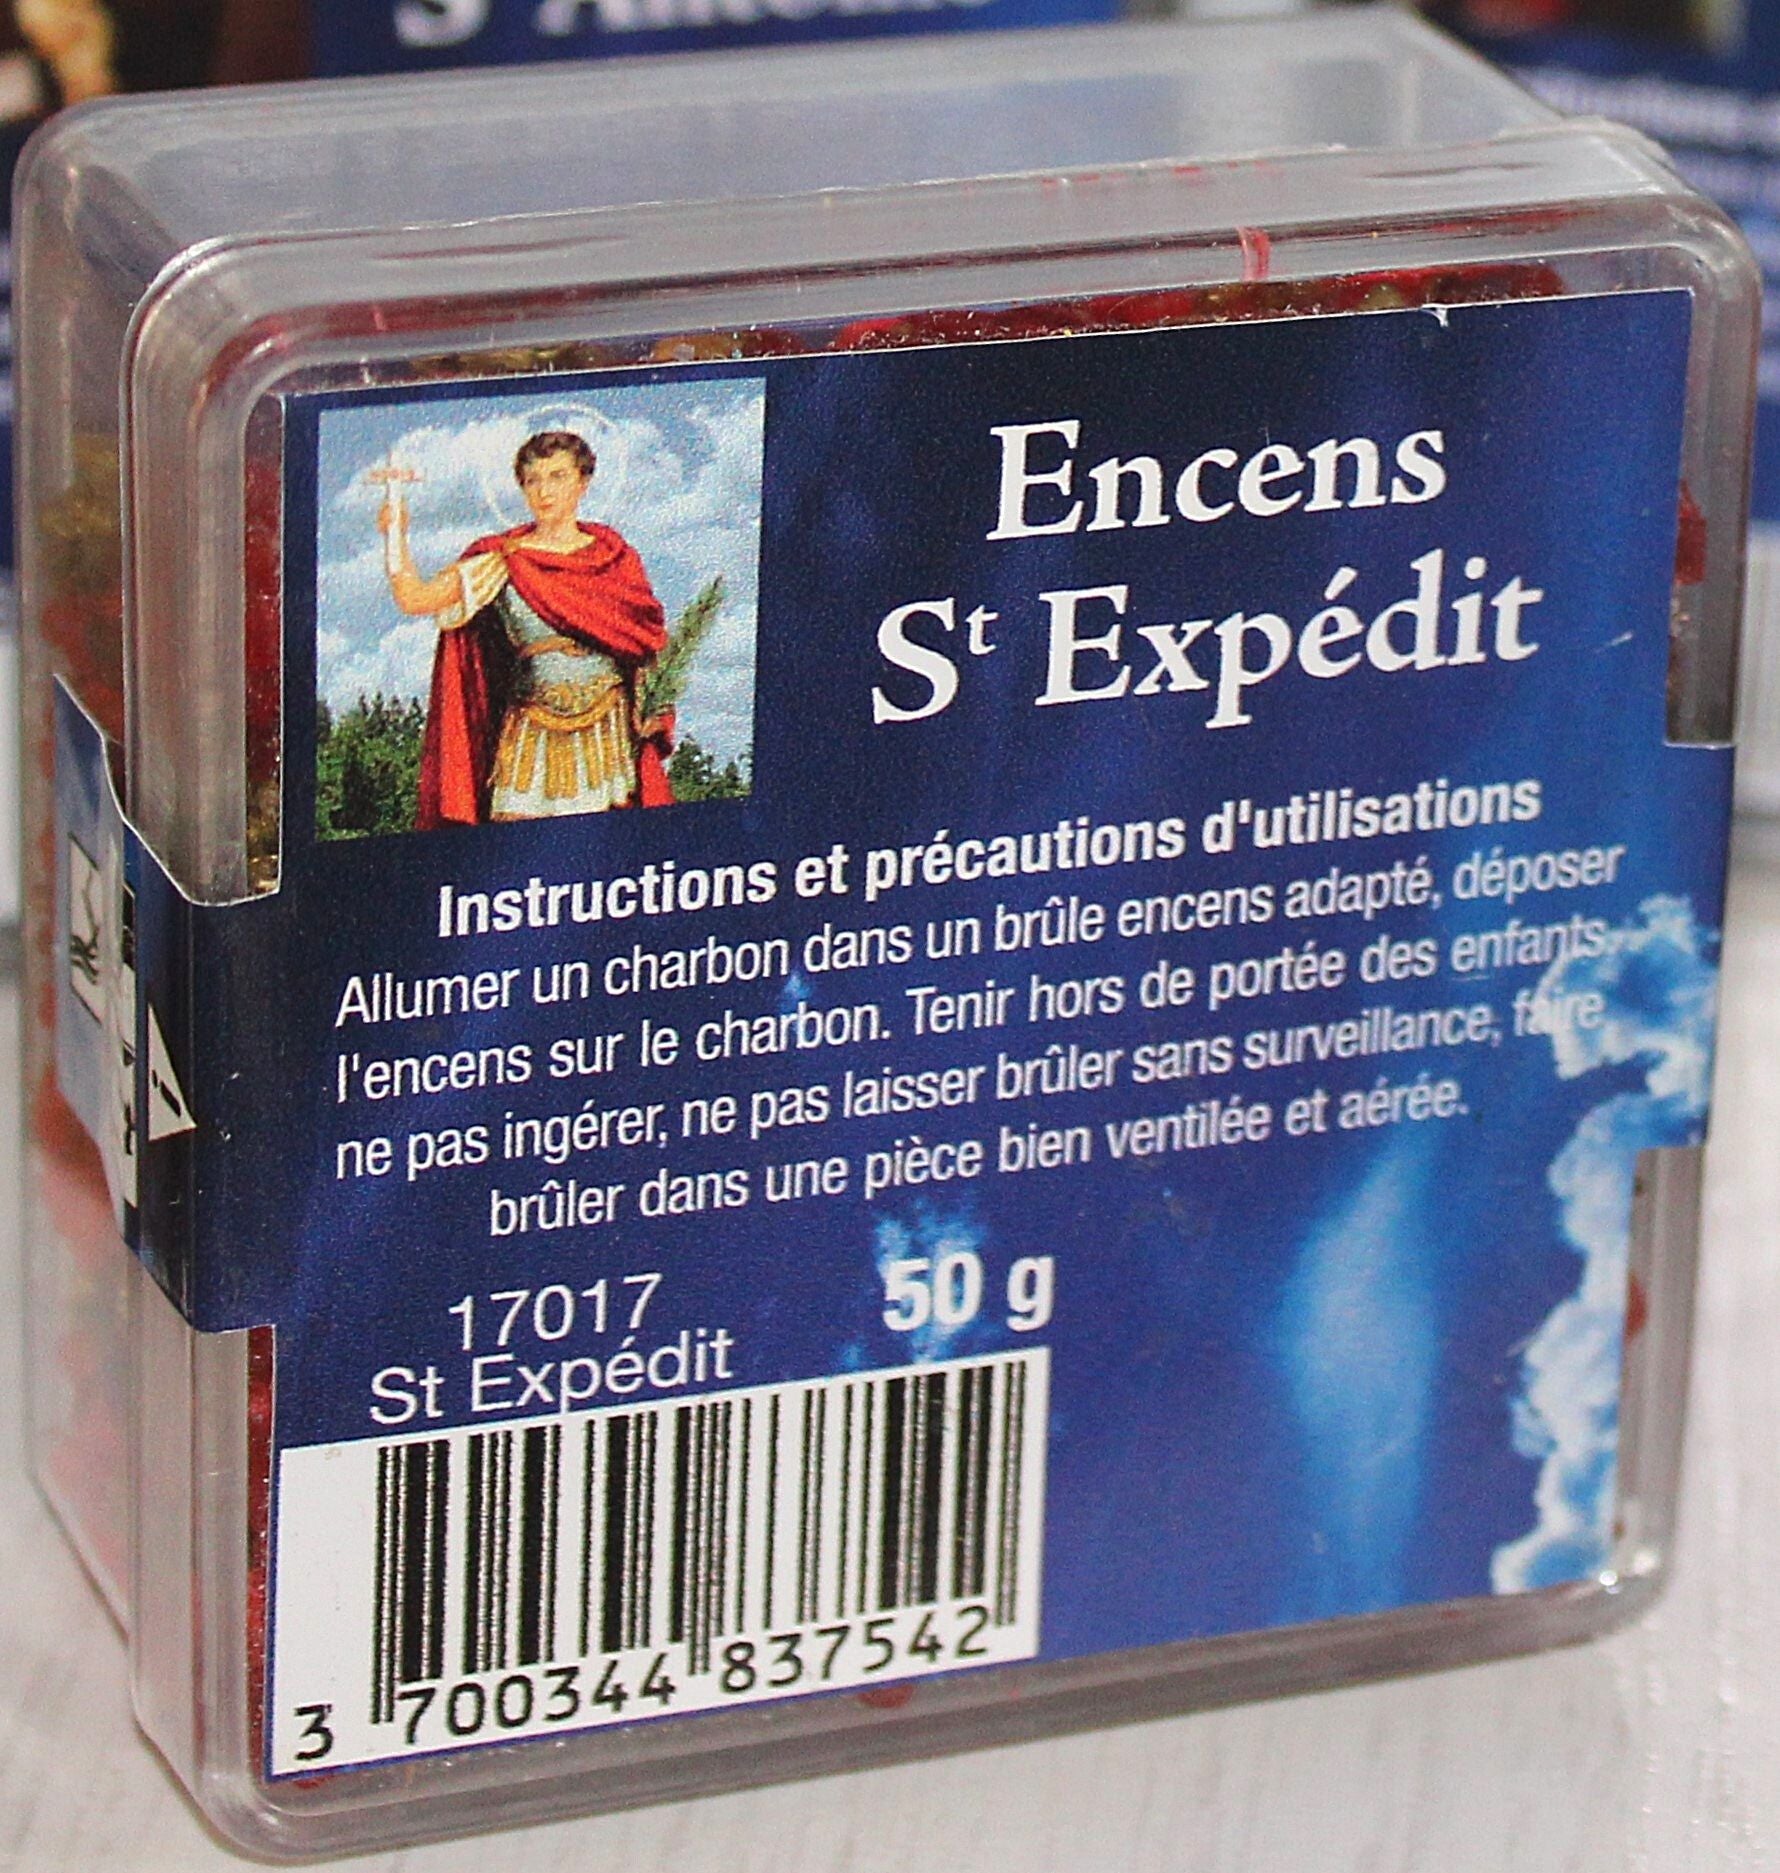 Encens
St Expédit
Instructions et précautions d'utilisations
Allumer un charbon dans un brûle encens adapté, déposer
l'encens sur le charbon. Tenir hors de portée des enfants,
ne pas ingérer, ne pas laisser brûler sans surveillance, faire
brûler dans une pièce bien ventilée et aérée.
17017
50 g
St Expédit
3 700344 837542